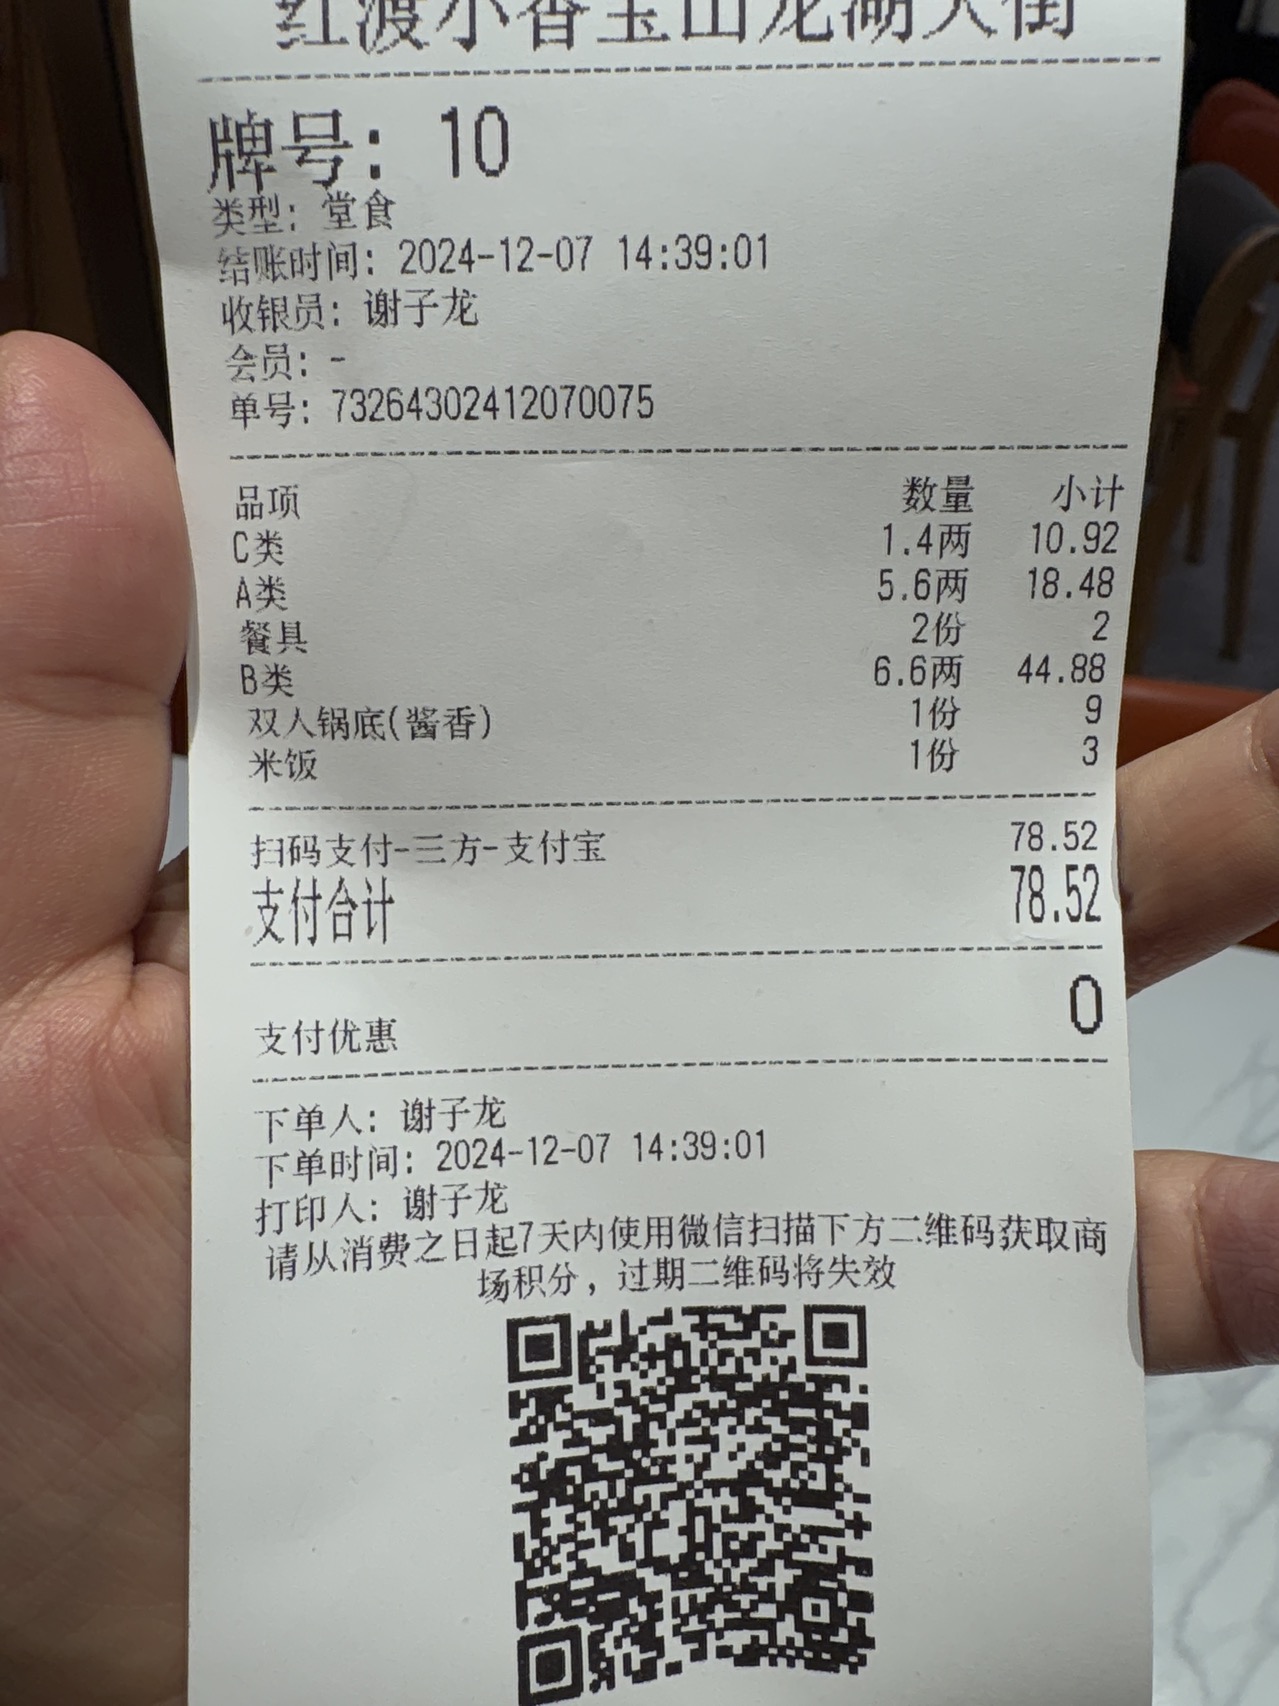 宝山龙湖天街
牌号: 10
类型: 堂食
结账时间: 2024-12-07 14:39:01
收银员: 谢子龙
会员: -
单号: 73264302412070075
品项 数量 小计
C类 1.4两 10.92
A类 5.6两 18.48
餐具 2份 2
B类 6.6两 44.88
双人锅底(酱香) 1份 9
米饭 1份 3
扫码支付-三方-支付宝 78.52
支付合计 78.52
支付优惠 0
下单人: 谢子龙
下单时间: 2024-12-07 14:39:01
打印人: 谢子龙
请从消费之日起7天内使用微信扫描下方二维码获取商
场积分，过期二维码将失效